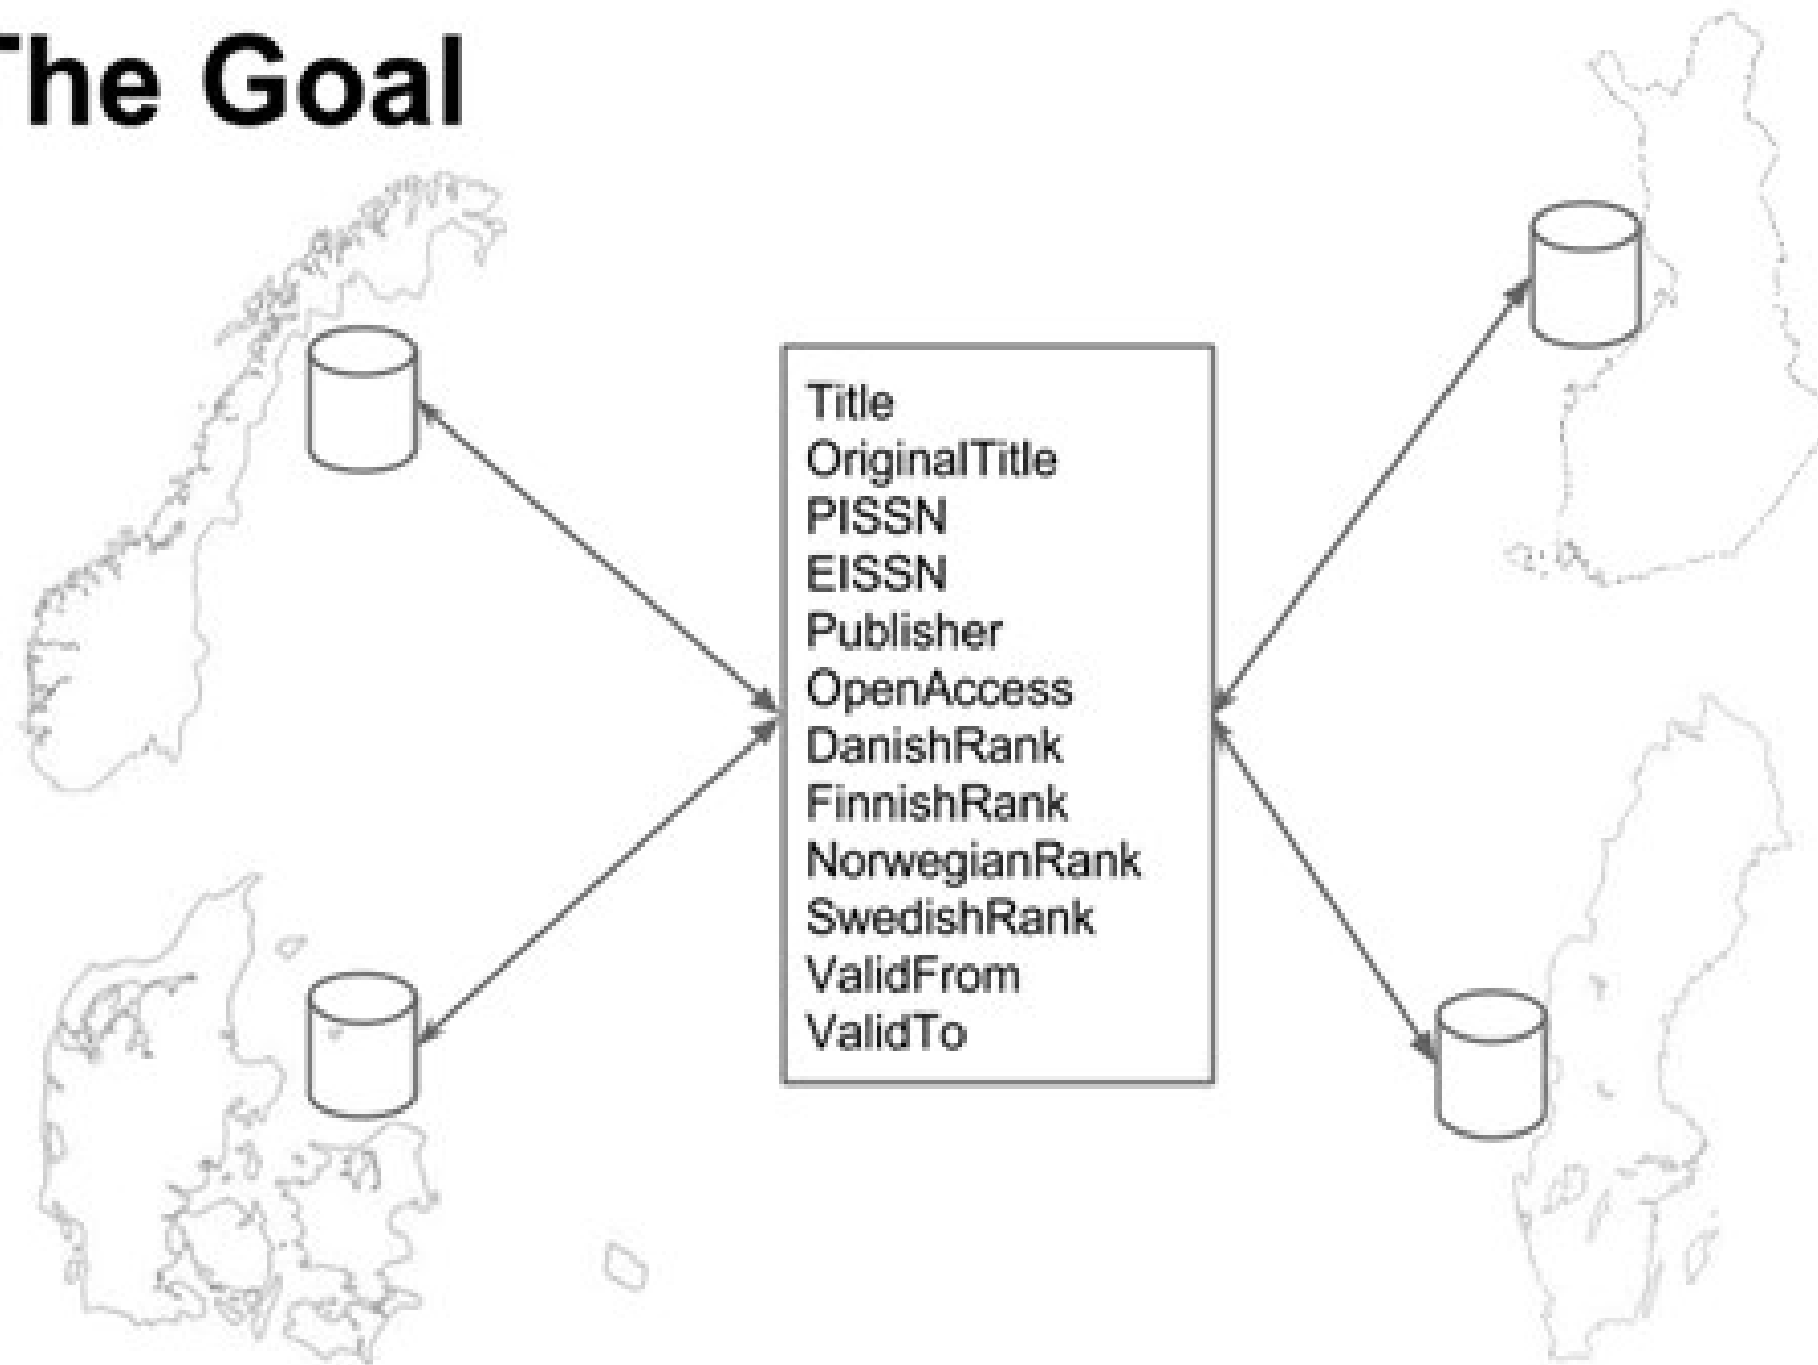 The Goal
Title
OriginalTitle
PISSN
EISSN
Publisher
OpenAccess
DanishRank
FinnishRank
NorwegianRank
SwedishRank
ValidFrom
ValidTo